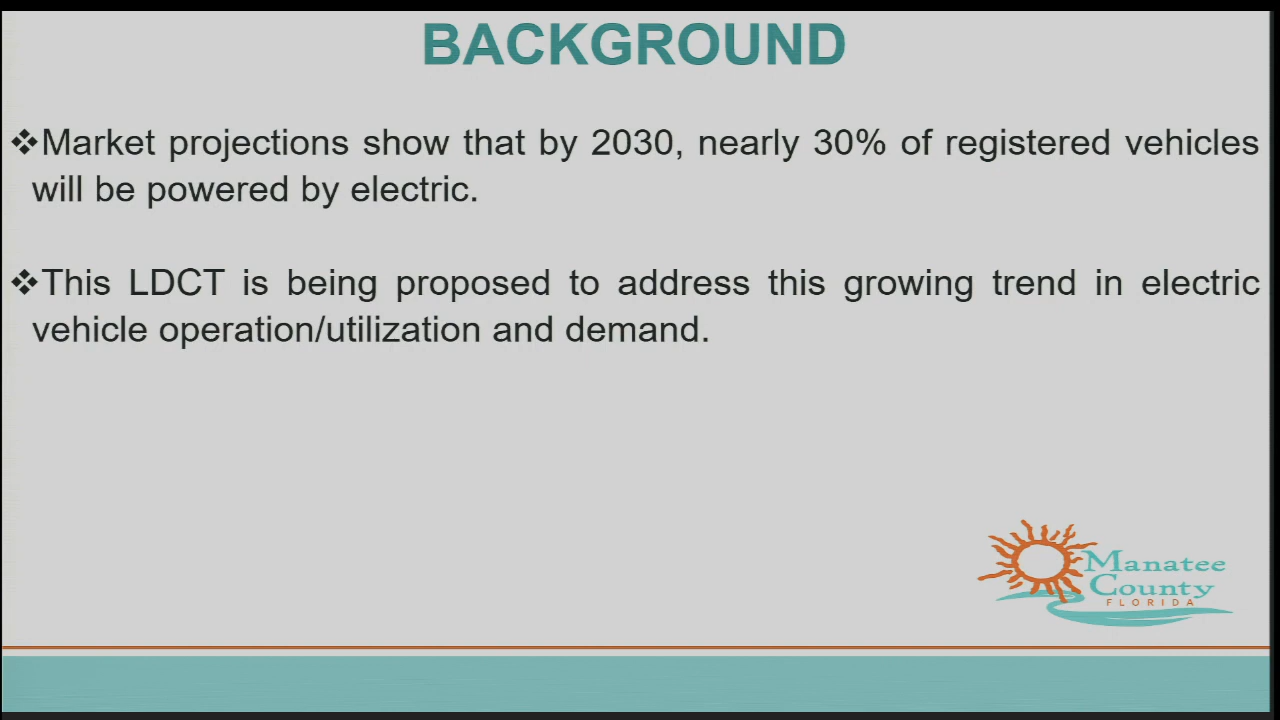 BACKGROUND
❖Market projections show that by 2030, nearly 30% of registered vehicles
will be powered by electric.
❖This LDCT is being proposed to address this growing trend in electric
vehicle operation/utilization and demand.
Manatee
County
FLORIDA